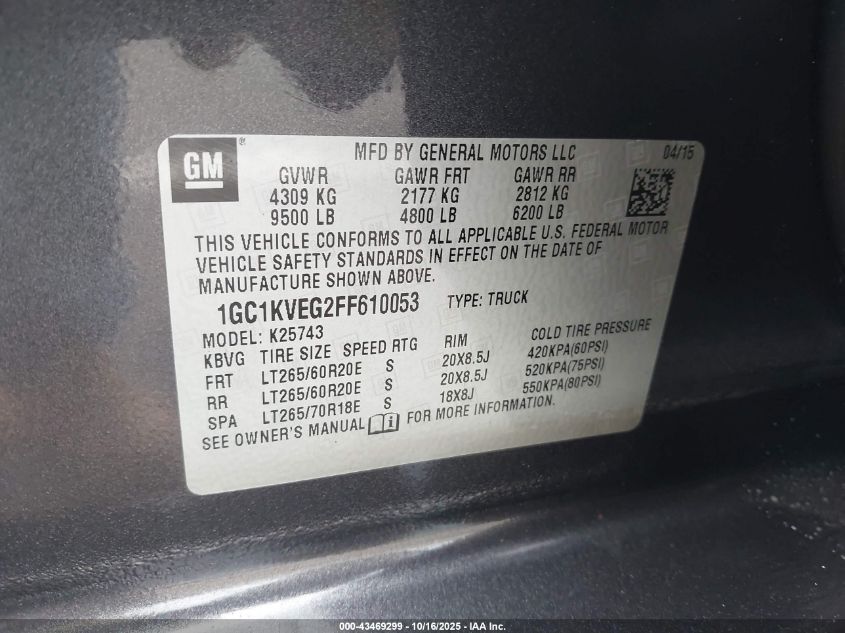 GM®
MFD BY GENERAL MOTORS LLC 04/15
GVWR GAWR FRT GAWR RR
4309 KG 2177 KG 2812 KG
9500 LB 4800 LB 6200 LB
THIS VEHICLE CONFORMS TO ALL APPLICABLE U.S. FEDERAL MOTOR
VEHICLE SAFETY STANDARDS IN EFFECT ON THE DATE OF
MANUFACTURE SHOWN ABOVE.
1GC1KVEG2FF610053 TYPE: TRUCK
MODEL: K25743
KBVG TIRE SIZE SPEED RTG RIM COLD TIRE PRESSURE
FRT LT265/60R20E S 20X8.5J 420KPA(60PSI)
RR LT265/60R20E S 20X8.5J 520KPA(75PSI)
SPA LT265/70R18E S 18X8J 550KPA(80PSI)
SEE OWNER'S MANUAL FOR MORE INFORMATION.
000-43469299 - 10/16/2025 - IAA Inc.